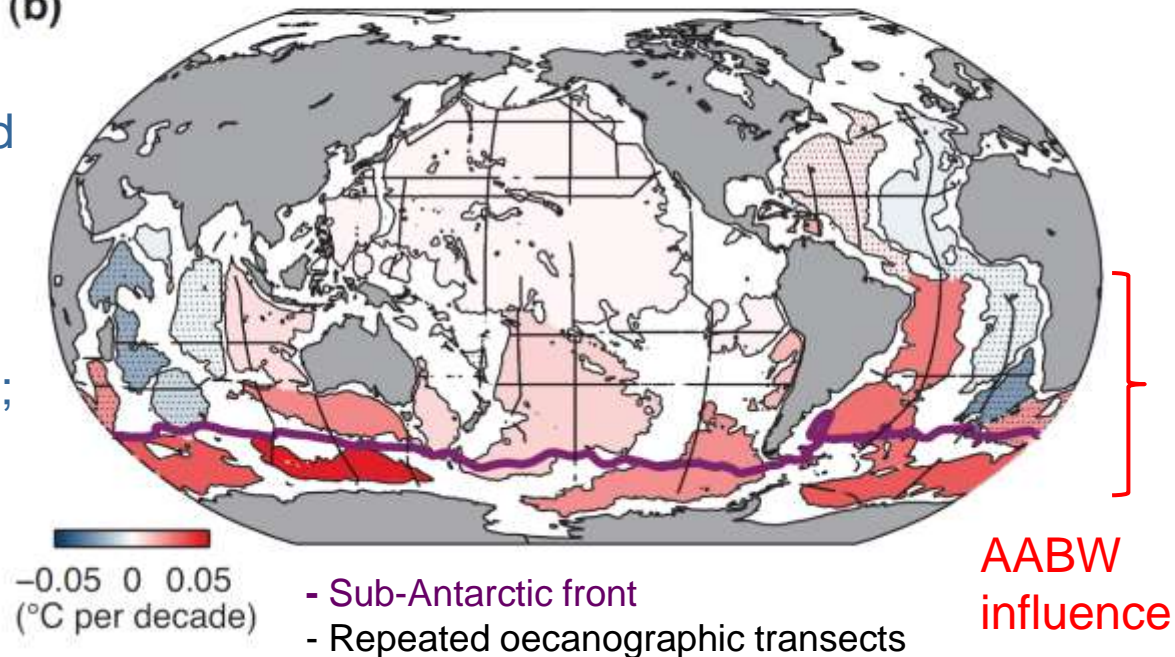 (b)
d
;
−0.05 0 0.05
(°C per decade)
- Sub-Antarctic front
- Repeated oecanographic transects
AABW
influence